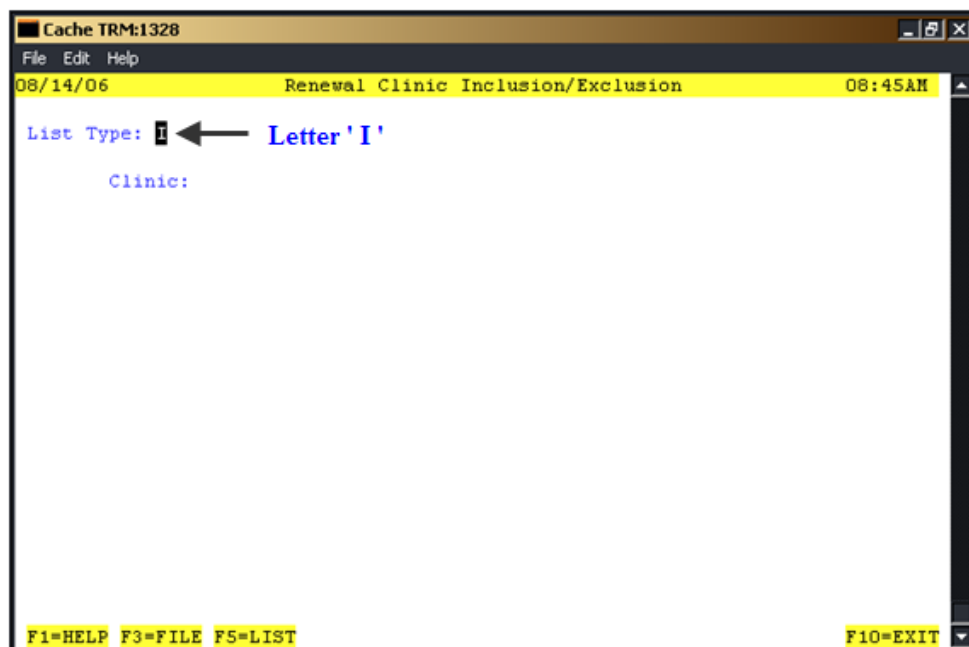 Cache TRM:1328
File Edit Help
08/14/06 Renewal Clinic Inclusion/Exclusion 08:45AM
List Type: I Letter ' I '
Clinic:
F1=HELP F3=FILE F5=LIST F10=EXIT